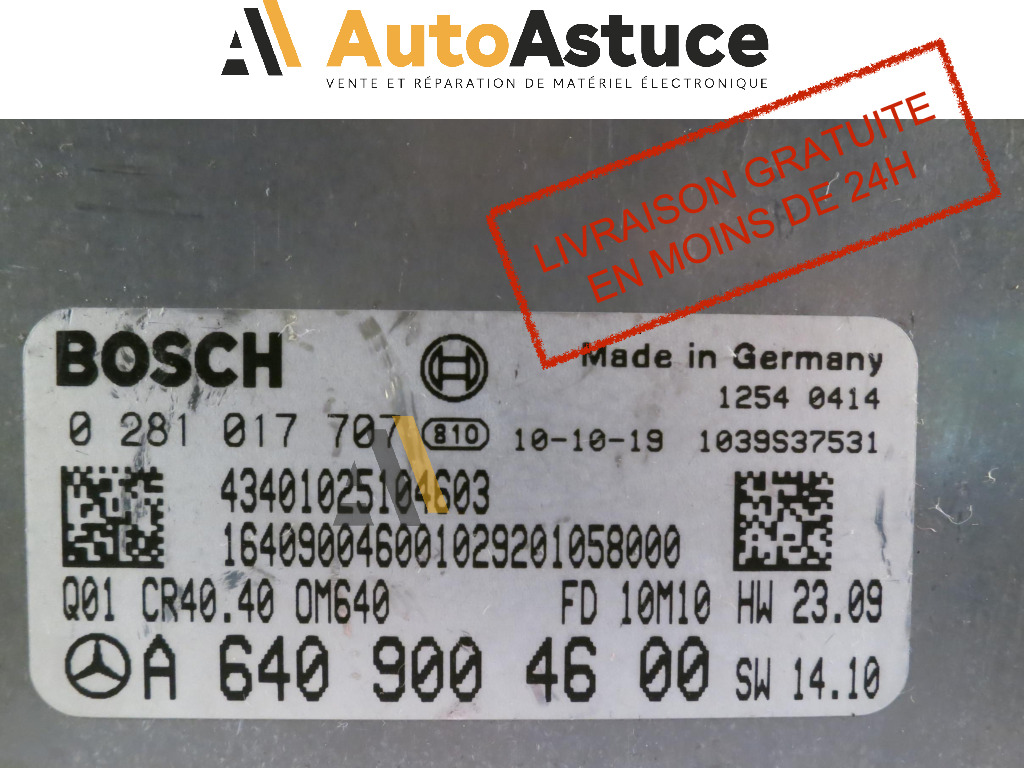 AutoAstuce
VENTE ET RÉPARATION DE MATÉRIEL ÉLECTRONIQUE
LIVRAISON GRATUITE
EN MOINS DE 24H
BOSCH
Made in Germany
1254 0414
0 281 017 707
810
10-10-19 1039S37531
43401025104603
164090046001029201058000
Q01 CR40.40 OM640 FD 10M10 HW 23.09
A 640 900 46 00 SW 14.10